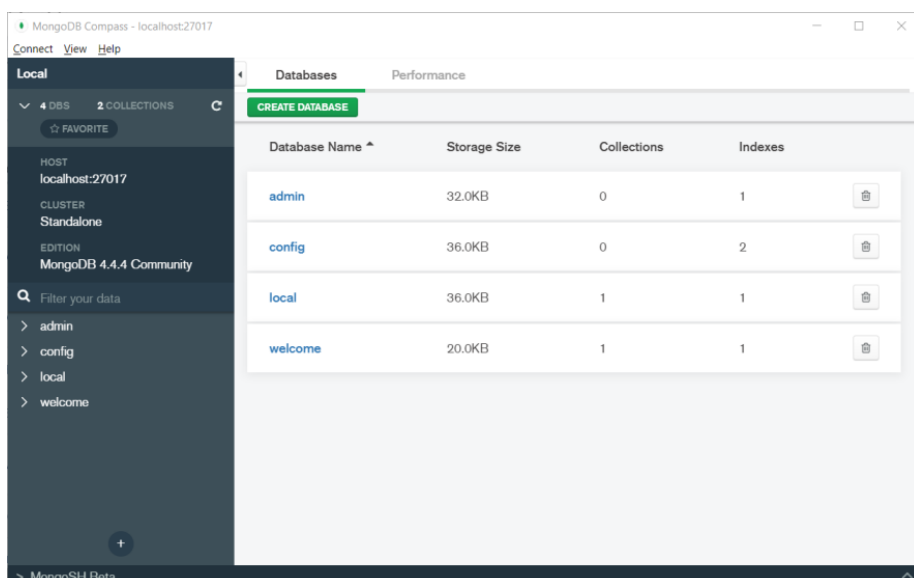 MongoDB Compass - localhost:27017
Connect View Help
Local
4 DBS 2 COLLECTIONS
☆ FAVORITE
HOST
localhost:27017
CLUSTER
Standalone
EDITION
MongoDB 4.4.4 Community
Filter your data
admin
config
local
welcome
Databases Performance
CREATE DATABASE
Database Name Storage Size Collections Indexes
admin 32.0KB 0 1
config 36.0KB 0 2
local 36.0KB 1 1
welcome 20.0KB 1 1
> MongoSH Beta